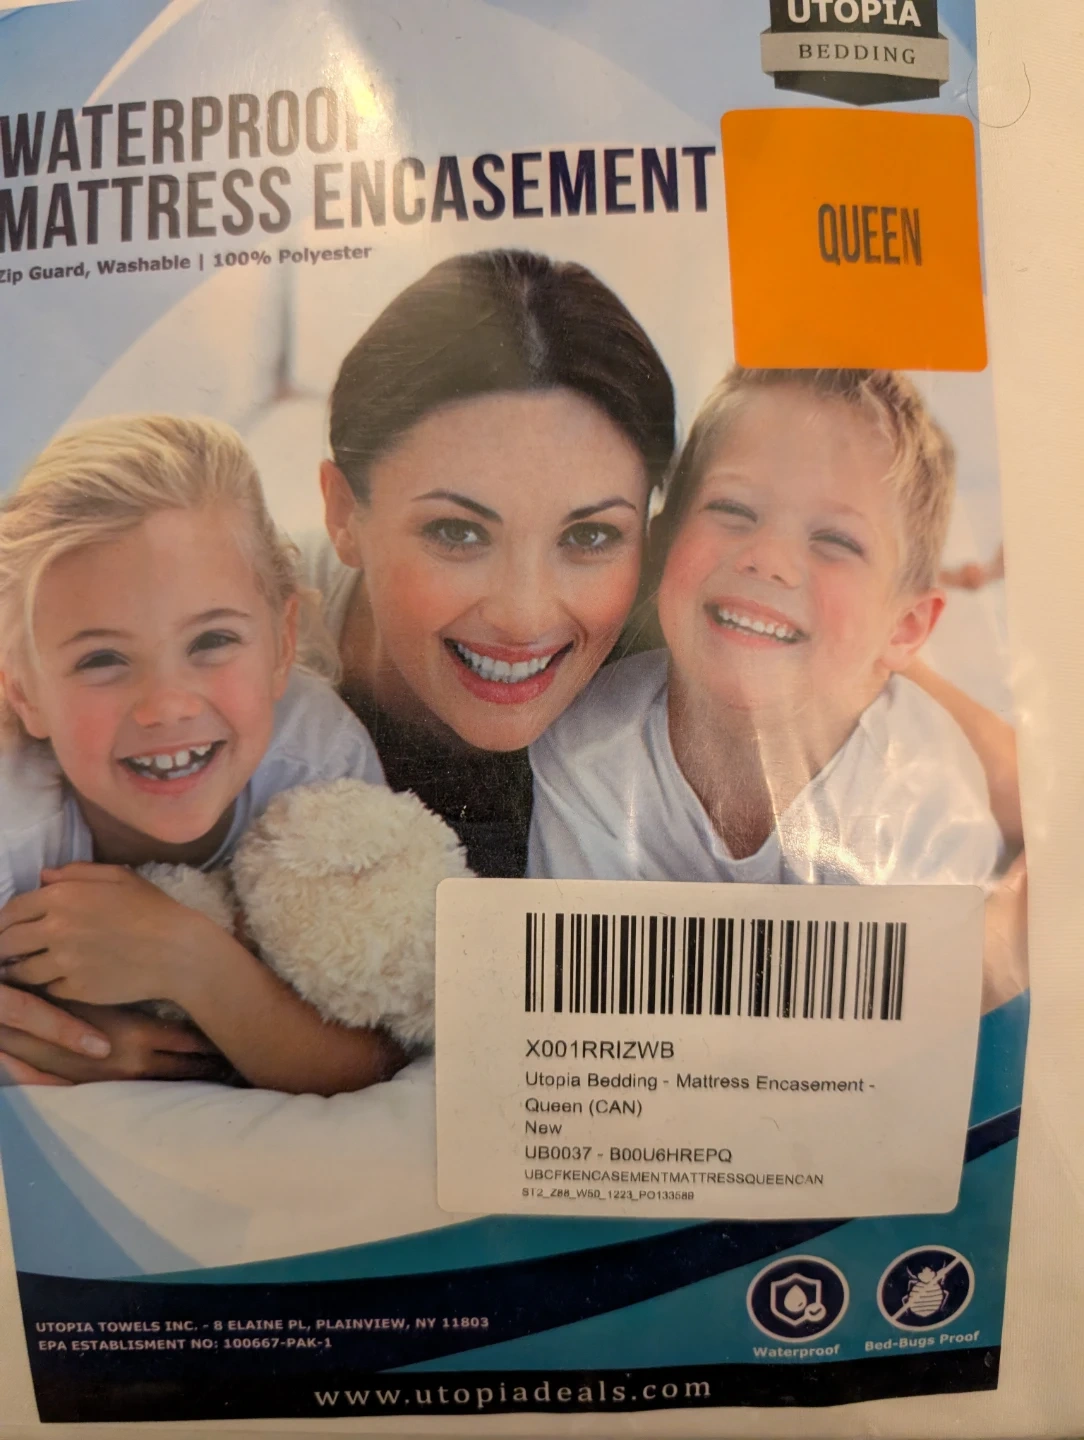 UTOPIA
BEDDING
WATERPROOF
MATTRESS ENCASEMENT
Zip Guard, Washable | 100% Polyester
QUEEN
X001RRIZWB
Utopia Bedding - Mattress Encasement -
Queen (CAN)
New
UB0037 - B00U6HREPQ
UBCFKENCASEMENTMATTRESSQUEENCAN
ST2_Z88_W50_1223_PO133589
UTOPIA TOWELS INC. - 8 ELAINE PL, PLAINVIEW, NY 11803
EPA ESTABLISMENT NO: 100667-PAK-1
Waterproof
Bed-Bugs Proof
www.utopiadeals.com